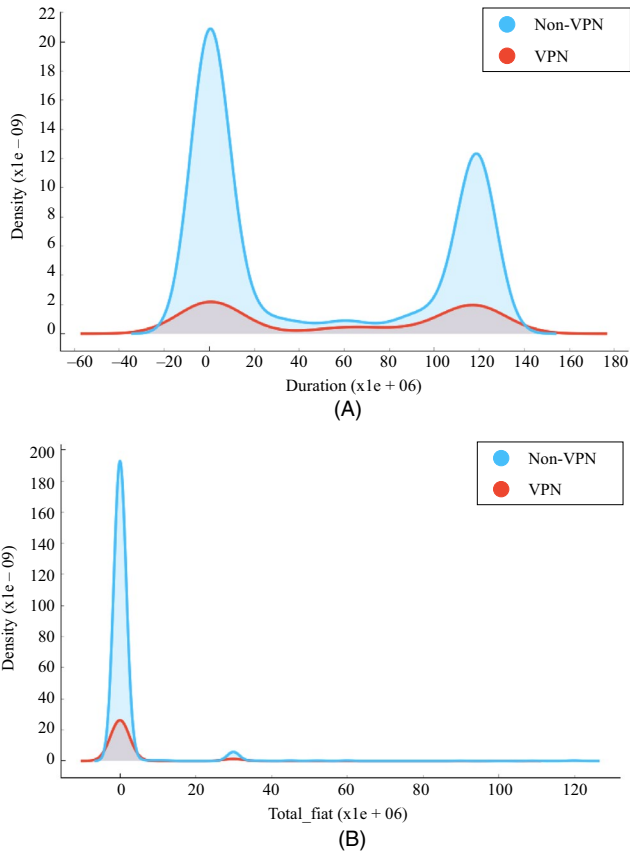 22
20
18
16
14
12
10
8
6
4
2
0
Density (x1e – 09)
Non-VPN
VPN
–60 –40 –20 0 20 40 60 80 100 120 140 160 180
Duration (x1e + 06)
(A)
200
180
160
140
120
100
80
60
40
20
0
Density (x1e – 09)
Non-VPN
VPN
0 20 40 60 80 100 120
Total_fiat (x1e + 06)
(B)